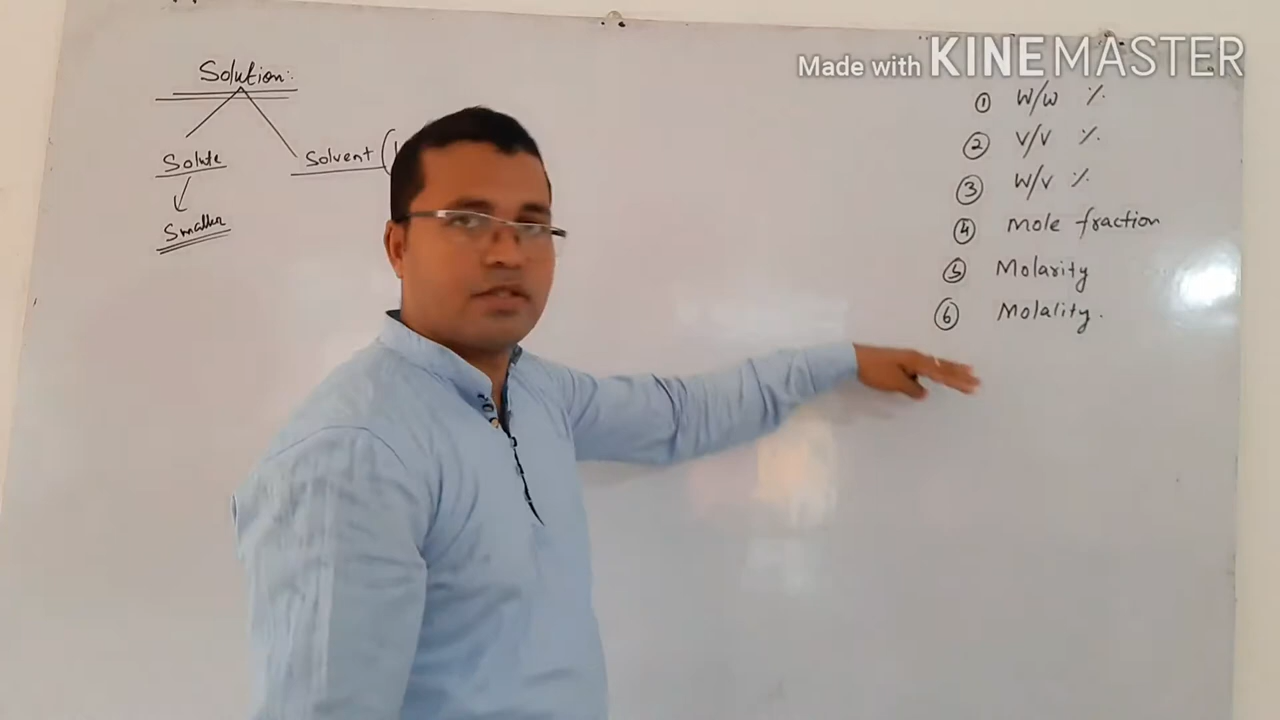 Solution:
Solute
Solvent (
Smaller
Made with KINEMASTER
① W/W %
② V/V %
③ W/V %
④ Mole fraction
⑤ Molarity
⑥ Molality.